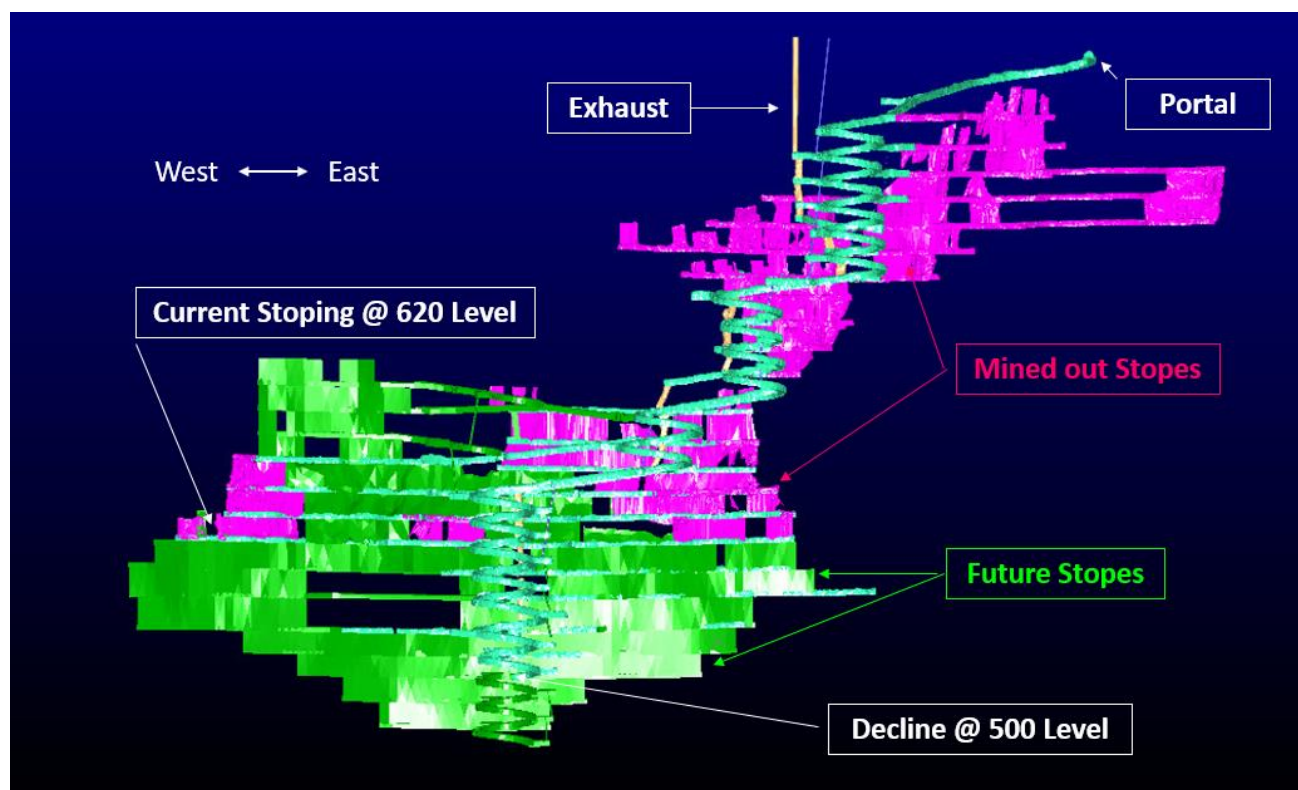 Exhaust
Portal
West
East
Current Stoping @ 620 Level
Mined out Stopes
Future Stopes
Decline @ 500 Level